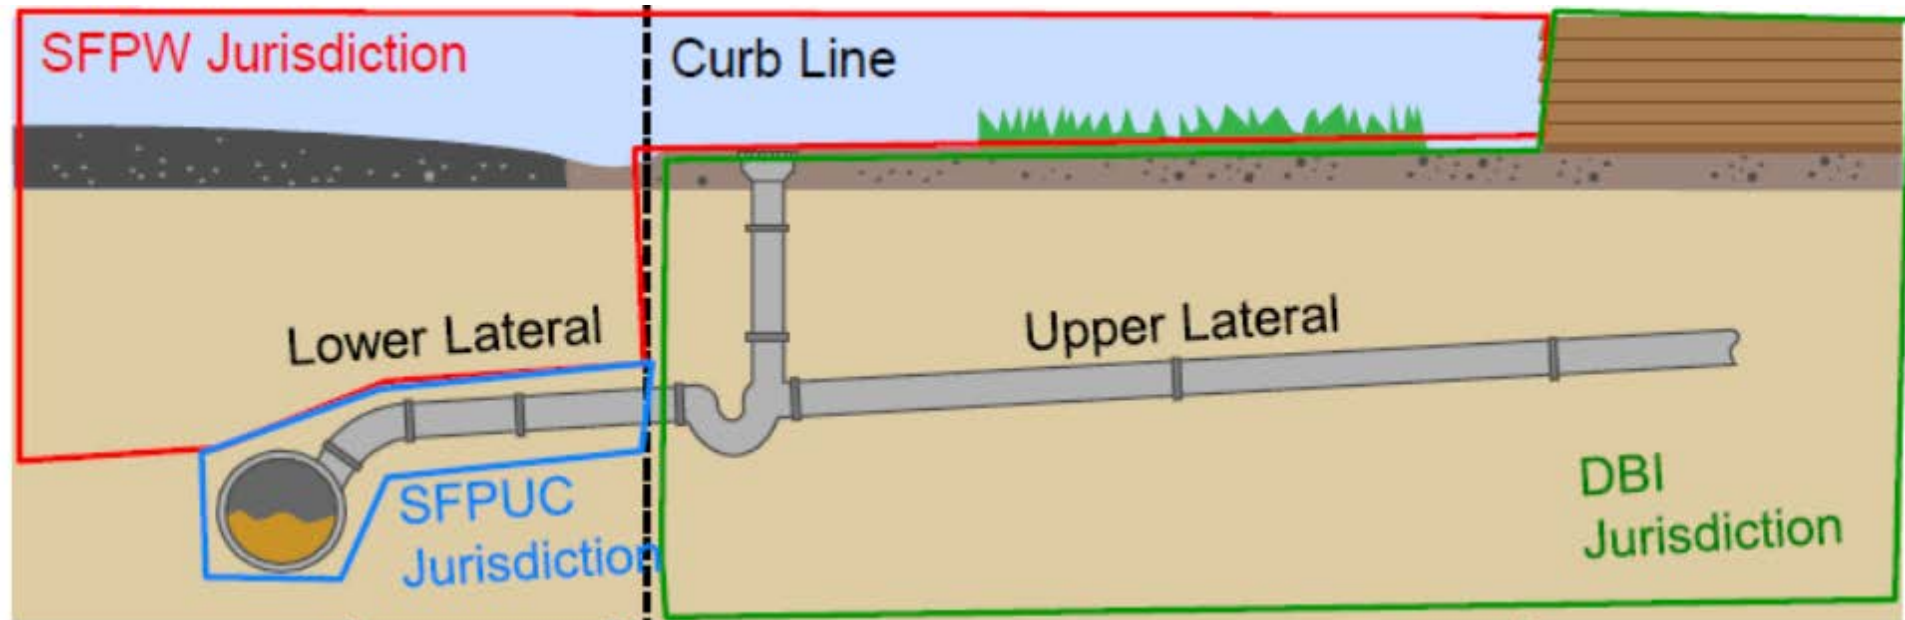 SFPW Jurisdiction
Curb Line
Lower Lateral
Upper Lateral
SFPUC
Jurisdiction
DBI
Jurisdiction